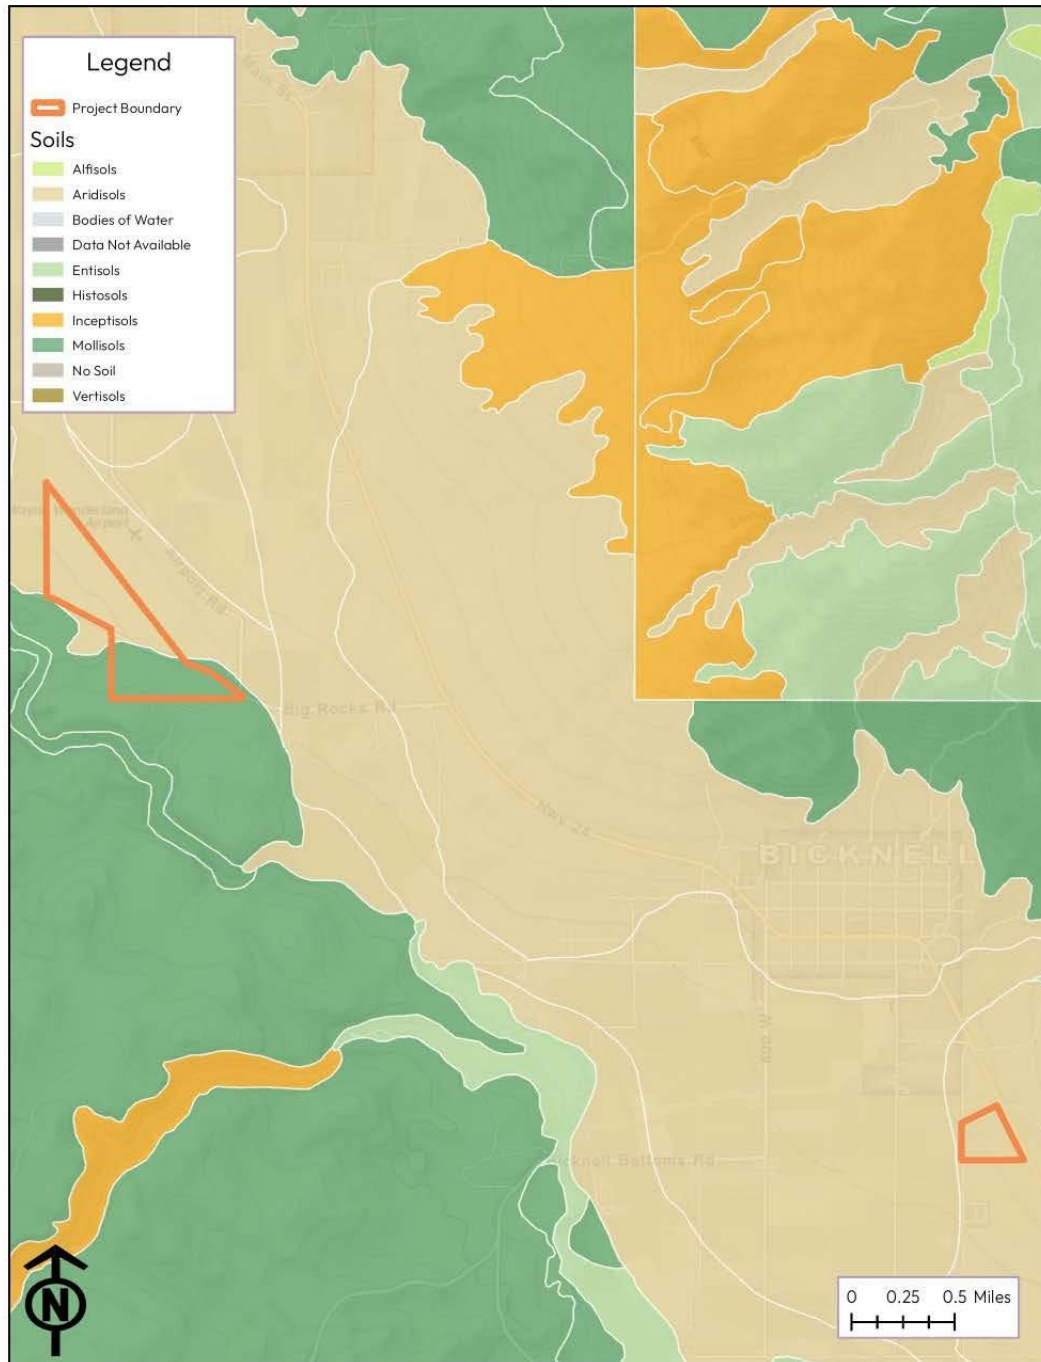 Legend
Project Boundary
Soils
Alfisols
Aridisols
Bodies of Water
Data Not Available
Entisols
Histosols
Inceptisols
Mollisols
No Soil
Vertisols
Main St
Wayne Wonderland
Airport
Airport Rd
Big Rocks Rd
Hwy 24
BICKNELL
Bicknell Bottoms Rd
N
0 0.25 0.5 Miles